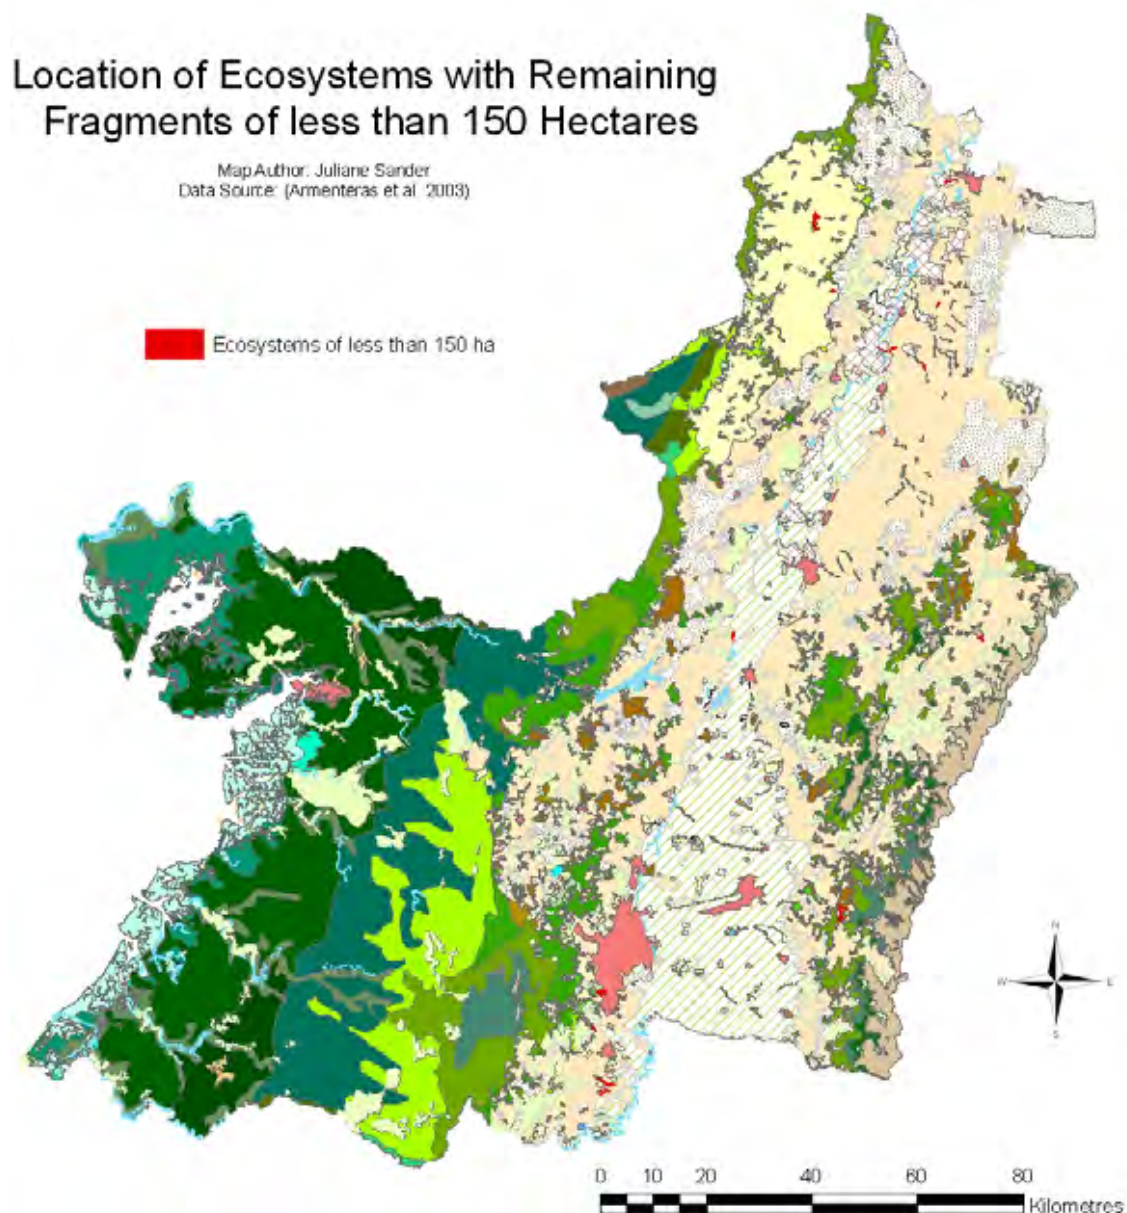 Location of Ecosystems with Remaining
Fragments of less than 150 Hectares
Map Author: Juliane Sander
Data Source: (Armenteras et al. 2003)
Ecosystems of less than 150 ha
N
W
E
S
0 10 20 40 60 80
Kilometres